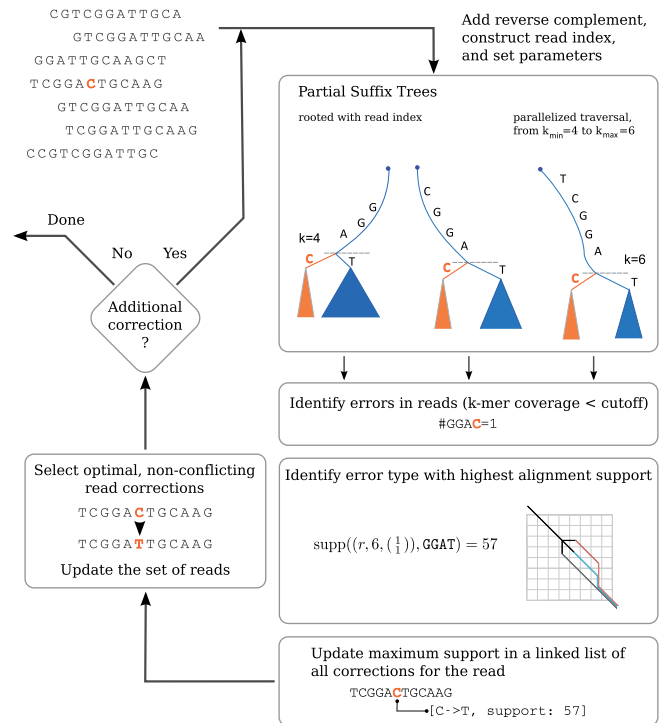 CGTCGGATTGCA
GTCGGATTGCAA
GGATTGCAAGCT
TCGGACTGCAAG
GTCGGATTGCAA
TCGGATTGCAAG
CCGTCGGATTGC
Add reverse complement,
construct read index,
and set parameters
Partial Suffix Trees
rooted with read index
parallelized traversal,
from kmin=4 to kmax=6
G
G
A
k=4
C
T
C
G
G
A
C
T
T
C
G
G
A
k=6
C
T
Done
No
Yes
Additional
correction
?
Identify errors in reads (k-mer coverage < cutoff)
#GGAC=1
Identify error type with highest alignment support
supp((r, 6, (1 1)), GGAT) = 57
Select optimal, non-conflicting
read corrections
TCGGACTGCAAG
TCGGATTGCAAG
Update the set of reads
Update maximum support in a linked list of
all corrections for the read
TCGGACTGCAAG
[C->T, support: 57]